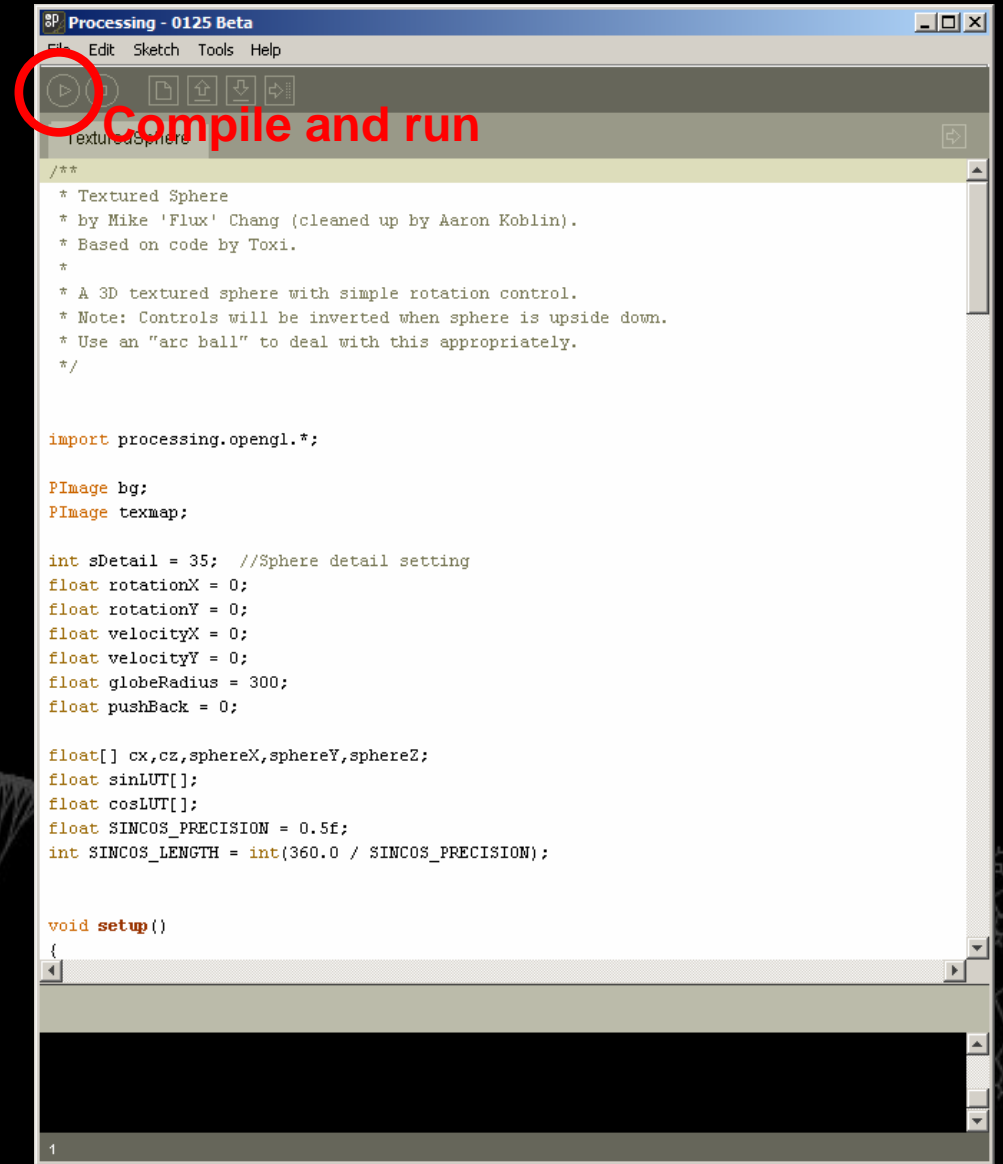 Processing - 0125 Beta
File Edit Sketch Tools Help
Compile and run
TexturedSphere
/**
 * Textured Sphere
 * by Mike 'Flux' Chang (cleaned up by Aaron Koblin).
 * Based on code by Toxi.
 *
 * A 3D textured sphere with simple rotation control.
 * Note: Controls will be inverted when sphere is upside down.
 * Use an "arc ball" to deal with this appropriately.
 */
import processing.opengl.*;
PImage bg;
PImage texmap;
int sDetail = 35;  //Sphere detail setting
float rotationX = 0;
float rotationY = 0;
float velocityX = 0;
float velocityY = 0;
float globeRadius = 300;
float pushBack = 0;
float[] cx,cz,sphereX,sphereY,sphereZ;
float sinLUT[];
float cosLUT[];
float SINCOS_PRECISION = 0.5f;
int SINCOS_LENGTH = int(360.0 / SINCOS_PRECISION);
void setup()
{
1